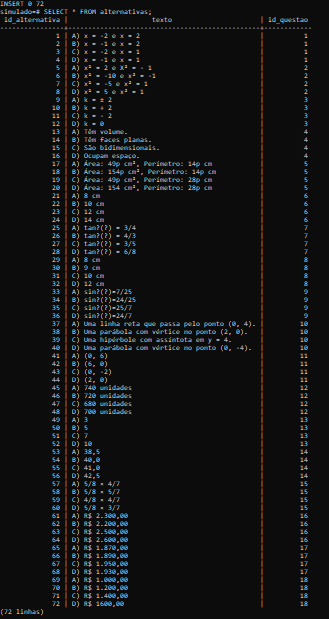 INSERT 0 72
simulado=# SELECT * FROM alternativas;
id_alternativa | texto | id_questao
1 | A) x = -2 e x = 2 | 1
2 | B) x = -1 e x = 2 | 1
3 | C) x = -2 e x = 1 | 1
4 | D) x = -1 e x = 1 | 1
5 | A) x² = 2 e X² = - 1 | 2
6 | B) x² = -10 e x² = -1 | 2
7 | C) x² = -5 e x² = 1 | 2
8 | D) x² = 5 e x² = 1 | 2
9 | A) k = ± 2 | 3
10 | B) k = + 2 | 3
11 | C) k = - 2 | 3
12 | D) k = 0 | 3
13 | A) Têm volume. | 4
14 | B) Têm faces planas. | 4
15 | C) São bidimensionais. | 4
16 | D) Ocupam espaço. | 4
17 | A) Área: 49p cm², Perímetro: 14p cm | 5
18 | B) Área: 154p cm², Perímetro: 14p cm | 5
19 | C) Área: 49p cm², Perímetro: 28p cm | 5
20 | D) Área: 154 cm², Perímetro: 28p cm | 5
21 | A) 8 cm | 6
22 | B) 10 cm | 6
23 | C) 12 cm | 6
24 | D) 14 cm | 6
25 | A) tan?(?) = 3/4 | 7
26 | B) tan?(?) = 4/3 | 7
27 | C) tan?(?) = 3/5 | 7
28 | D) tan?(?) = 6/8 | 7
29 | A) 8 cm | 8
30 | B) 9 cm | 8
31 | C) 10 cm | 8
32 | D) 12 cm | 8
33 | A) sin?(?)=7/25 | 9
34 | B) sin?(?)=24/25 | 9
35 | C) sin?(?)=25/7 | 9
36 | D) sin?(?)=24/7 | 9
37 | A) Uma linha reta que passa pelo ponto (0, 4). | 10
38 | B) Uma parábola com vértice no ponto (2, 0). | 10
39 | C) Uma hipérbole com assíntota em y = 4. | 10
40 | D) Uma parábola com vértice no ponto (0, -4). | 10
41 | A) (0, 6) | 11
42 | B) (6, 0) | 11
43 | C) (0, -2) | 11
44 | D) (2, 0) | 11
45 | A) 740 unidades | 12
46 | B) 720 unidades | 12
47 | C) 680 unidades | 12
48 | D) 700 unidades | 12
49 | A) 3 | 13
50 | B) 5 | 13
51 | C) 7 | 13
52 | D) 10 | 13
53 | A) 38,5 | 14
54 | B) 40,0 | 14
55 | C) 41,0 | 14
56 | D) 42,5 | 14
57 | A) 5/8 × 4/7 | 15
58 | B) 5/8 × 5/7 | 15
59 | C) 4/8 × 4/7 | 15
60 | D) 5/8 × 3/7 | 15
61 | A) R$ 2.300,00 | 16
62 | B) R$ 2.200,00 | 16
63 | C) R$ 2.500,00 | 16
64 | D) R$ 2.600,00 | 16
65 | A) R$ 1.870,00 | 17
66 | B) R$ 1.890,00 | 17
67 | C) R$ 1.950,00 | 17
68 | D) R$ 1.930,00 | 17
69 | A) R$ 1.000,00 | 18
70 | B) R$ 1.200,00 | 18
71 | C) R$ 1.400,00 | 18
72 | D) R$ 1600,00 | 18
(72 linhas)